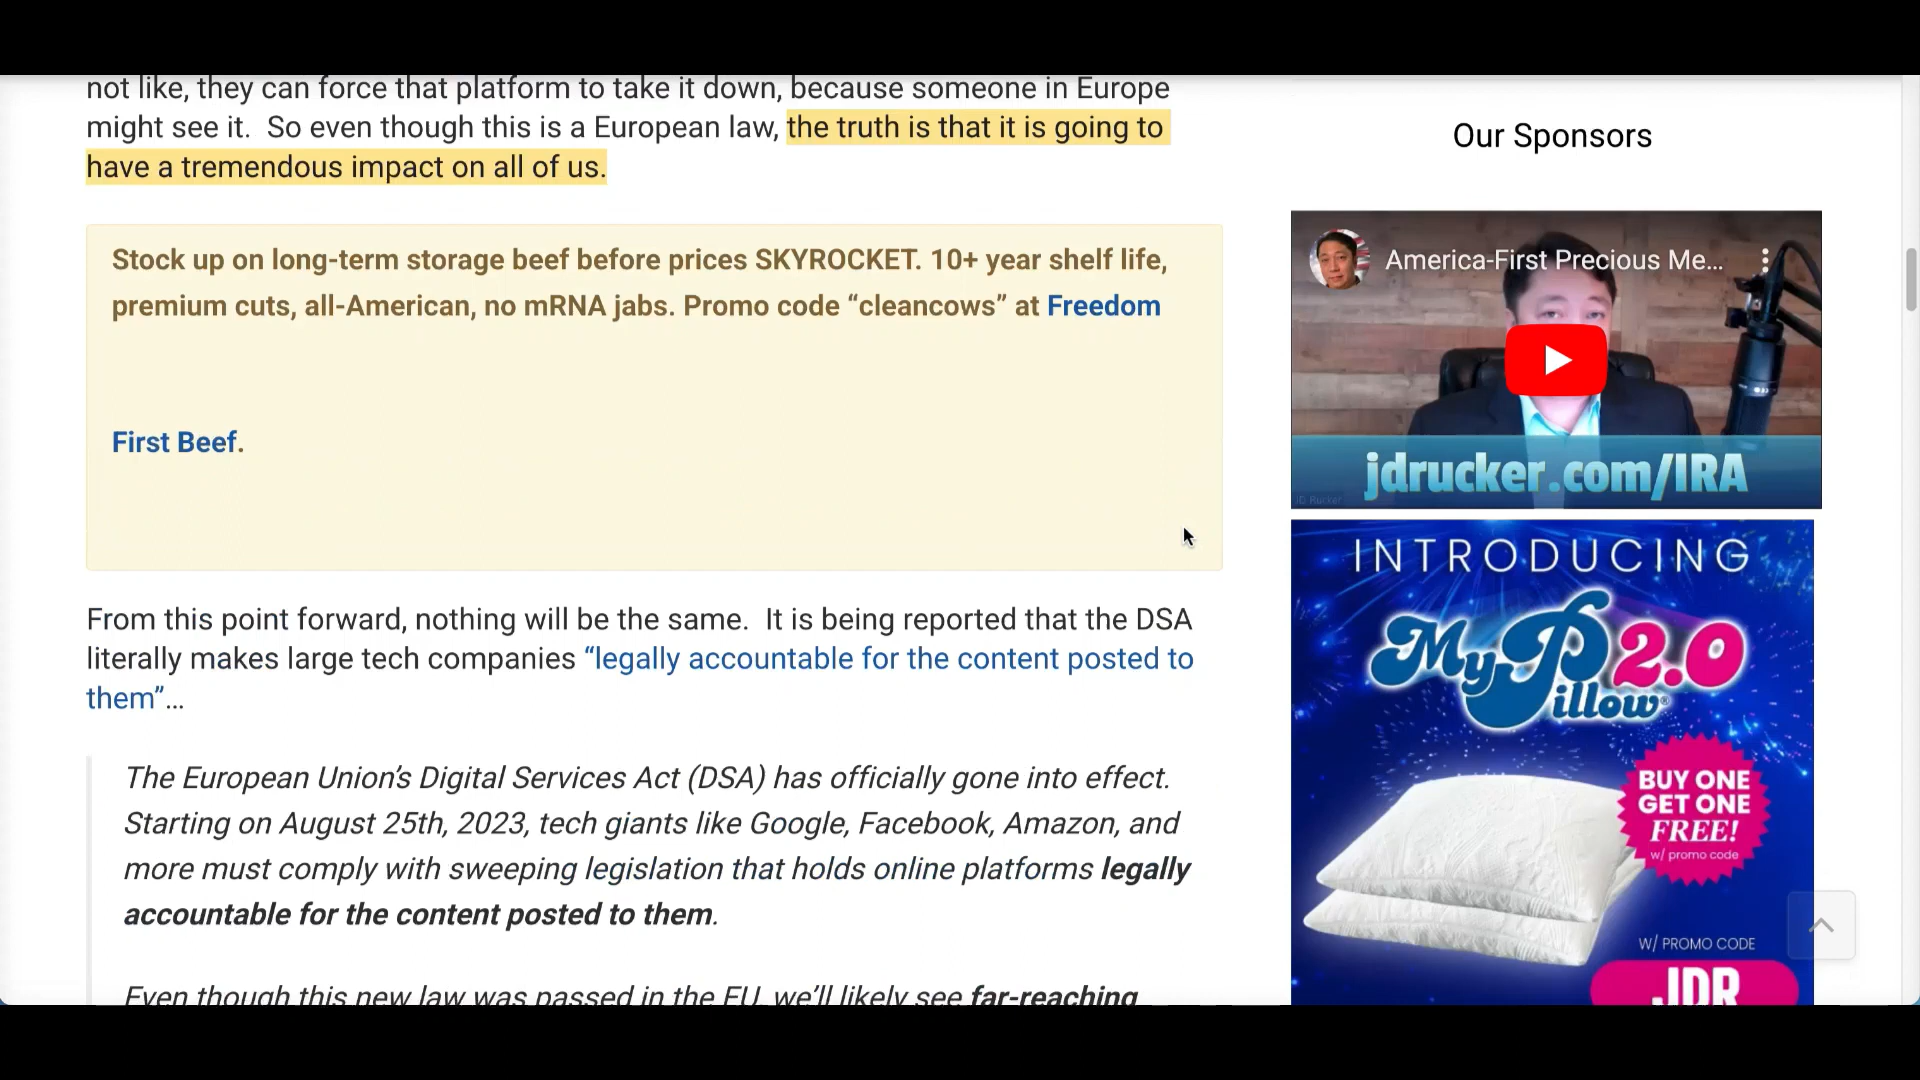 not like, they can force that platform to take it down, because someone in Europe
might see it.  So even though this is a European law, the truth is that it is going to
have a tremendous impact on all of us.
Stock up on long-term storage beef before prices SKYROCKET. 10+ year shelf life,
premium cuts, all-American, no mRNA jabs. Promo code “cleancows” at Freedom
First Beef.
From this point forward, nothing will be the same.  It is being reported that the DSA
literally makes large tech companies “legally accountable for the content posted to
them”…
The European Union’s Digital Services Act (DSA) has officially gone into effect.
Starting on August 25th, 2023, tech giants like Google, Facebook, Amazon, and
more must comply with sweeping legislation that holds online platforms legally
accountable for the content posted to them.
Even though this new law was passed in the EU, we’ll likely see far-reaching
Our Sponsors
America-First Precious Me...
jdrucker.com/IRA
JD Rucker
INTRODUCING
MyPillow® 2.0
BUY ONE
GET ONE
FREE!
w/ promo code
W/ PROMO CODE
JDR